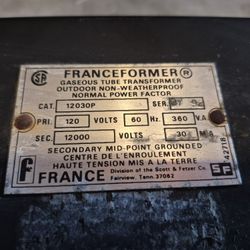 FRANCEFORMER®
GASEOUS TUBE TRANSFORMER
OUTDOOR NON-WEATHERPROOF
NORMAL POWER FACTOR
CAT. 12030P SER.
PRI. 120 VOLTS 60 Hz 360 V.A.
SEC. 12000 VOLTS 30 M.A.
SECONDARY MID-POINT GROUNDED
CENTRE DE L'ENROULEMENT
HAUTE TENSION MIS A LA TERRE
FRANCE Division of the Scott & Fetzer Co.
Fairview, Tenn. 37062